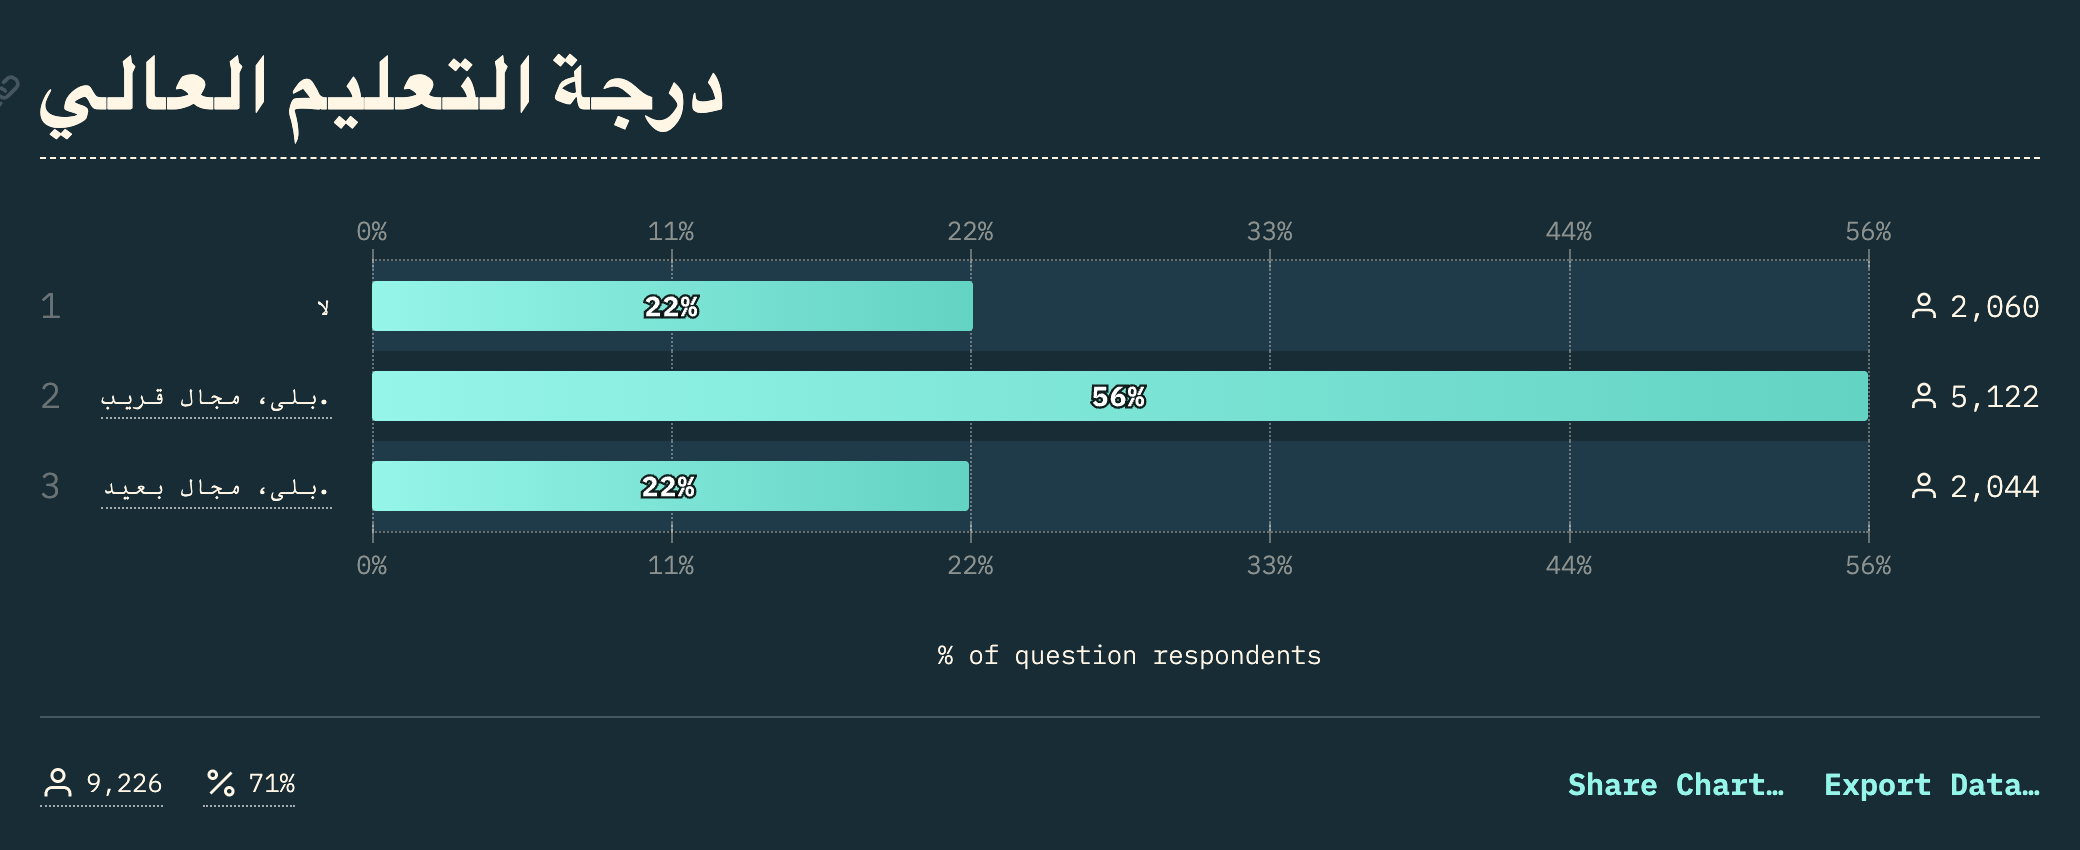 درجة التعليم العالي
0% 11% 22% 33% 44% 56%
1 لا 22% 2,060
2 بلى، مجال قريب. 56% 5,122
3 بلى، مجال بعيد. 22% 2,044
0% 11% 22% 33% 44% 56%
% of question respondents
9,226 71% Share Chart… Export Data…